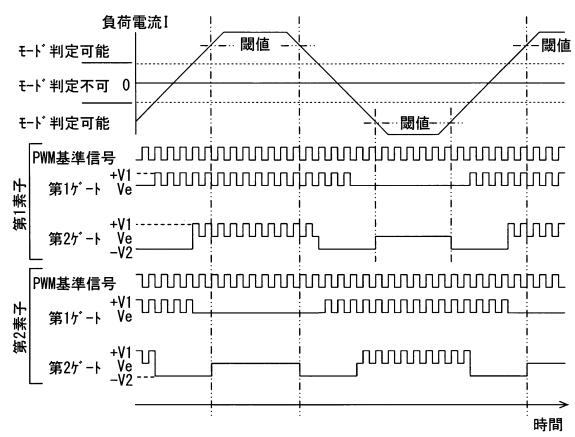 負荷電流I
モード判定可能
閾値
閾値
モード判定不可 0
モード判定可能
閾値
第1素子
PWM基準信号
第1ゲート +V1 Ve
第2ゲート +V1 Ve -V2
第2素子
PWM基準信号
第1ゲート +V1 Ve
第2ゲート +V1 Ve -V2
時間